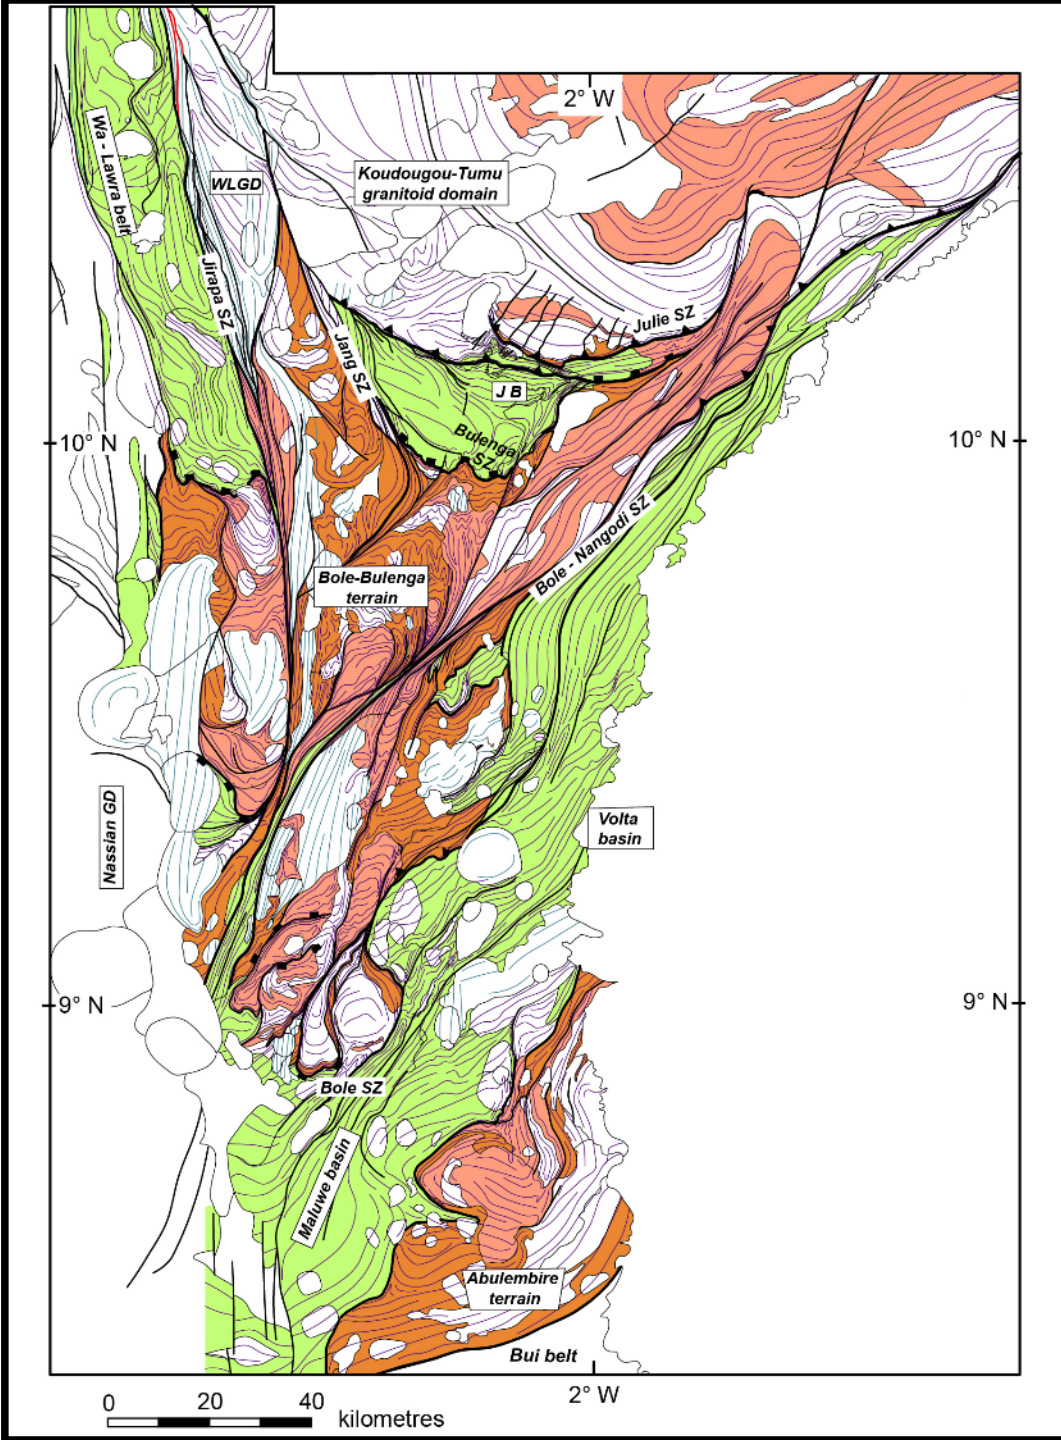 2° W
Wa - Lawra belt
WLGD
Koudougou-Tumu
granitoid domain
Jirapa SZ
Julie SZ
Jang SZ
J B
Bulenga
SZ
10° N
10° N
Bole - Nangodi SZ
Bole-Bulenga
terrain
Nassian GD
Volta
basin
9° N
9° N
Bole SZ
Maluwe basin
Abulembire
terrain
Bui belt
2° W
0 20 40
kilometres